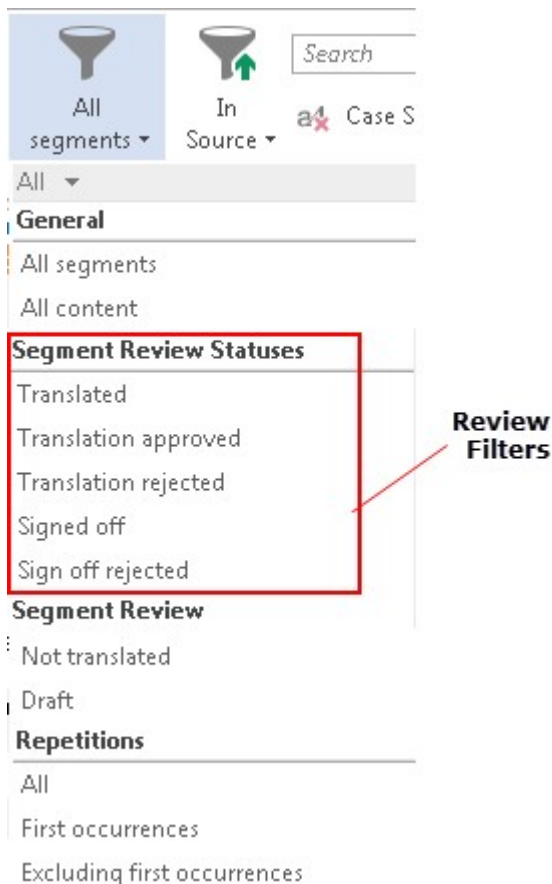 All
segments
In
Source
Search
Case S
All
General
All segments
All content
Segment Review Statuses
Translated
Translation approved
Translation rejected
Signed off
Sign off rejected
Review
Filters
Segment Review
Not translated
Draft
Repetitions
All
First occurrences
Excluding first occurrences